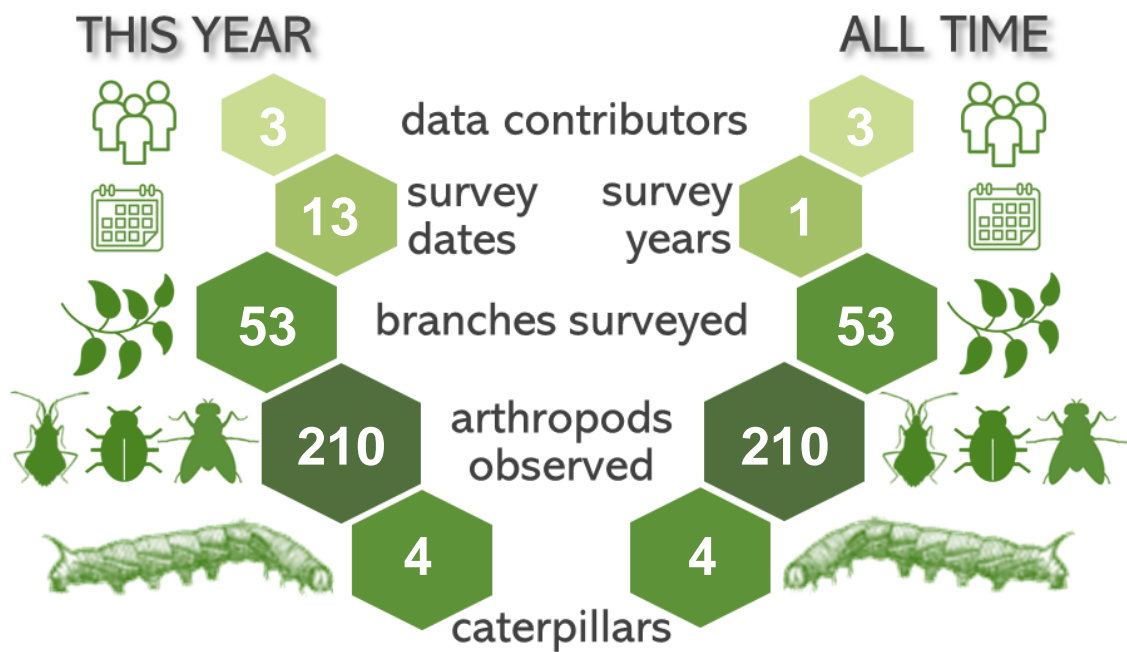 THIS YEAR
ALL TIME
3
data contributors
3
13
survey
dates
survey
years
1
53
branches surveyed
53
210
arthropods
observed
210
4
4
caterpillars